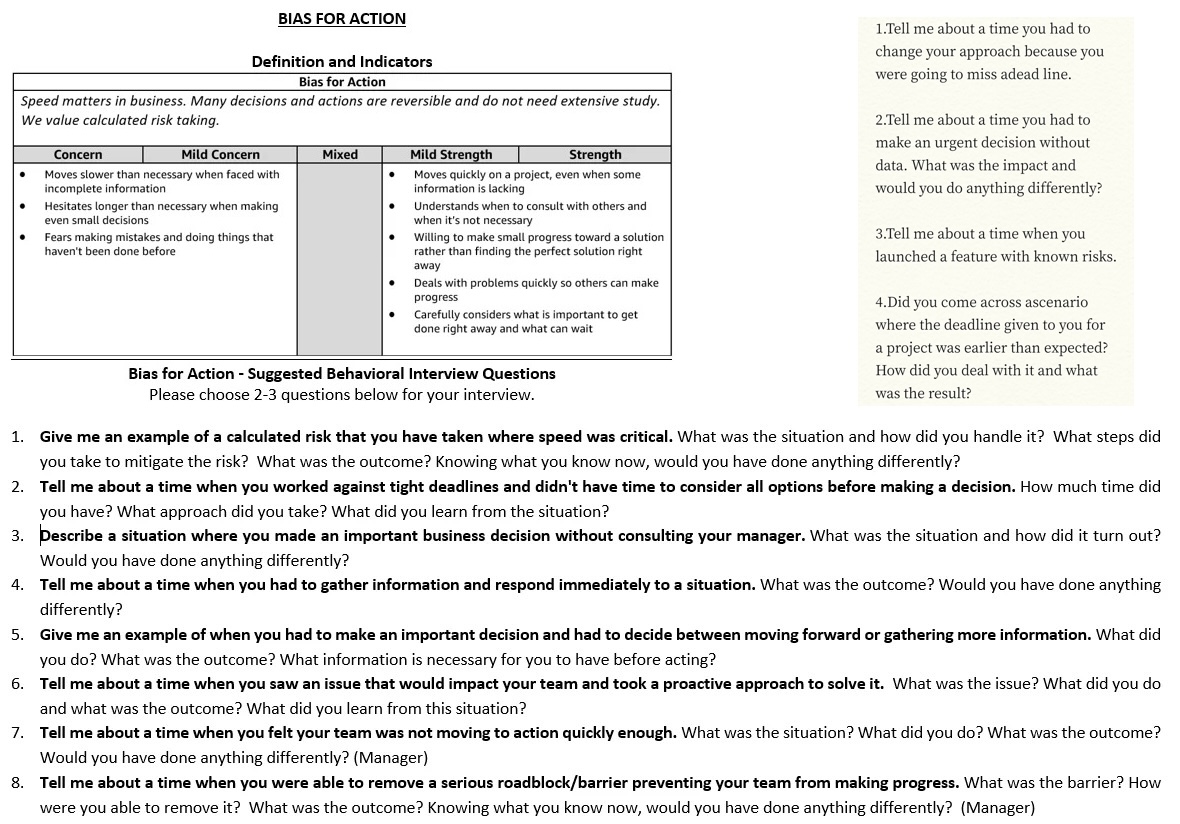 BIAS FOR ACTION
Definition and Indicators
Bias for Action
Speed matters in business. Many decisions and actions are reversible and do not need extensive study.
We value calculated risk taking.
Concern Mild Concern Mixed Mild Strength Strength
• Moves slower than necessary when faced with
incomplete information
• Hesitates longer than necessary when making
even small decisions
• Fears making mistakes and doing things that
haven't been done before
• Moves quickly on a project, even when some
information is lacking
• Understands when to consult with others and
when it's not necessary
• Willing to make small progress toward a solution
rather than finding the perfect solution right
away
• Deals with problems quickly so others can make
progress
• Carefully considers what is important to get
done right away and what can wait
1.Tell me about a time you had to
change your approach because you
were going to miss adead line.
2.Tell me about a time you had to
make an urgent decision without
data. What was the impact and
would you do anything differently?
3.Tell me about a time when you
launched a feature with known risks.
4.Did you come across ascenario
where the deadline given to you for
a project was earlier than expected?
How did you deal with it and what
was the result?
Bias for Action - Suggested Behavioral Interview Questions
Please choose 2-3 questions below for your interview.
1. Give me an example of a calculated risk that you have taken where speed was critical. What was the situation and how did you handle it? What steps did
you take to mitigate the risk? What was the outcome? Knowing what you know now, would you have done anything differently?
2. Tell me about a time when you worked against tight deadlines and didn't have time to consider all options before making a decision. How much time did
you have? What approach did you take? What did you learn from the situation?
3. Describe a situation where you made an important business decision without consulting your manager. What was the situation and how did it turn out?
Would you have done anything differently?
4. Tell me about a time when you had to gather information and respond immediately to a situation. What was the outcome? Would you have done anything
differently?
5. Give me an example of when you had to make an important decision and had to decide between moving forward or gathering more information. What did
you do? What was the outcome? What information is necessary for you to have before acting?
6. Tell me about a time when you saw an issue that would impact your team and took a proactive approach to solve it. What was the issue? What did you do
and what was the outcome? What did you learn from this situation?
7. Tell me about a time when you felt your team was not moving to action quickly enough. What was the situation? What did you do? What was the outcome?
Would you have done anything differently? (Manager)
8. Tell me about a time when you were able to remove a serious roadblock/barrier preventing your team from making progress. What was the barrier? How
were you able to remove it? What was the outcome? Knowing what you know now, would you have done anything differently? (Manager)